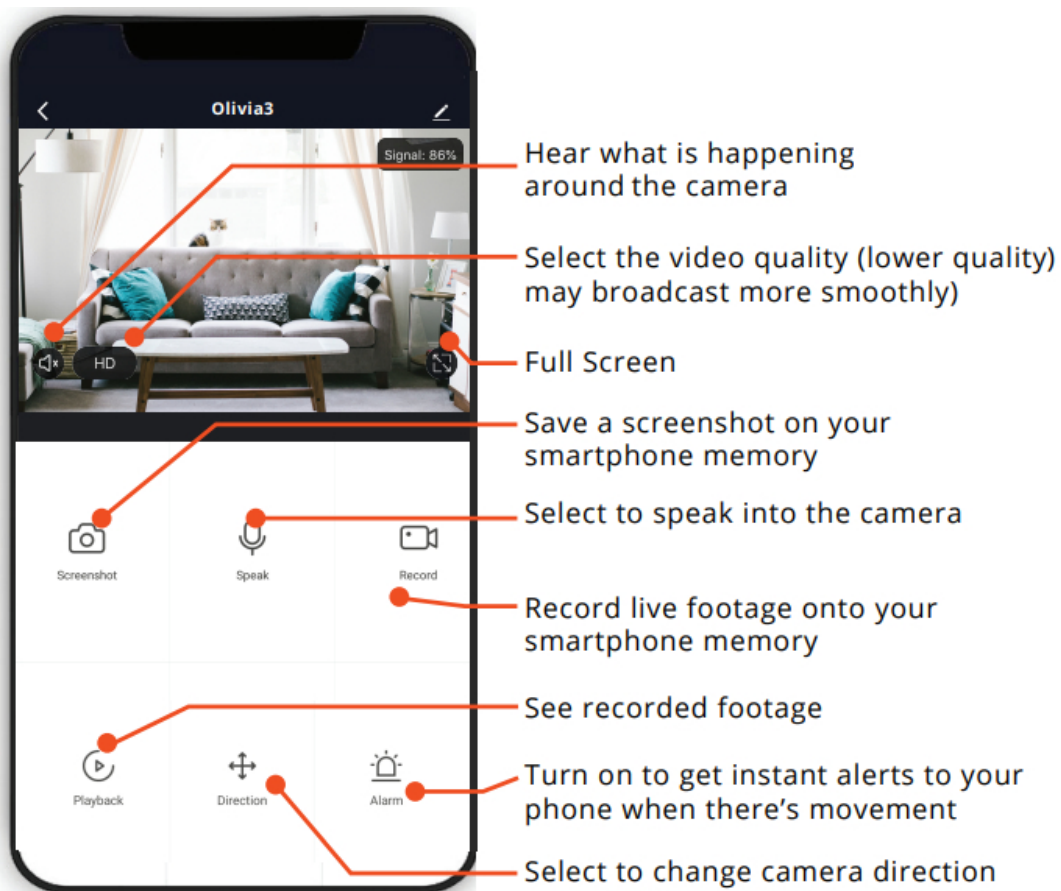 Olivia3
Signal: 86%
HD
Screenshot
Speak
Record
Playback
Direction
Alarm
Hear what is happening
around the camera
Select the video quality (lower quality)
may broadcast more smoothly)
Full Screen
Save a screenshot on your
smartphone memory
Select to speak into the camera
Record live footage onto your
smartphone memory
See recorded footage
Turn on to get instant alerts to your
phone when there’s movement
Select to change camera direction